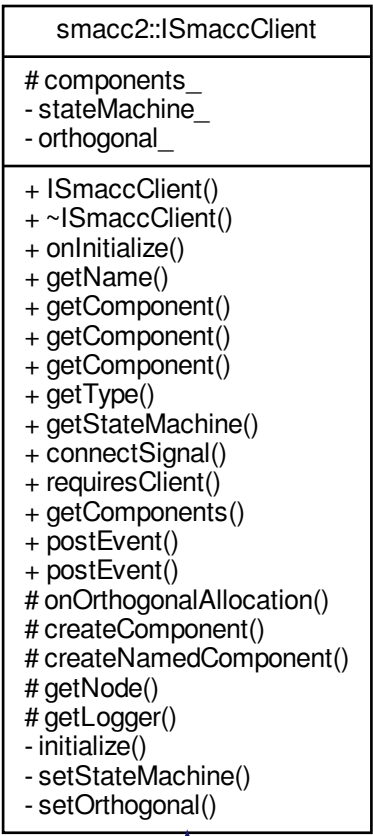 smacc2::ISmaccClient
# components_
- stateMachine_
- orthogonal_
+ ISmaccClient()
+ ~ISmaccClient()
+ onInitialize()
+ getName()
+ getComponent()
+ getComponent()
+ getComponent()
+ getType()
+ getStateMachine()
+ connectSignal()
+ requiresClient()
+ getComponents()
+ postEvent()
+ postEvent()
# onOrthogonalAllocation()
# createComponent()
# createNamedComponent()
# getNode()
# getLogger()
- initialize()
- setStateMachine()
- setOrthogonal()